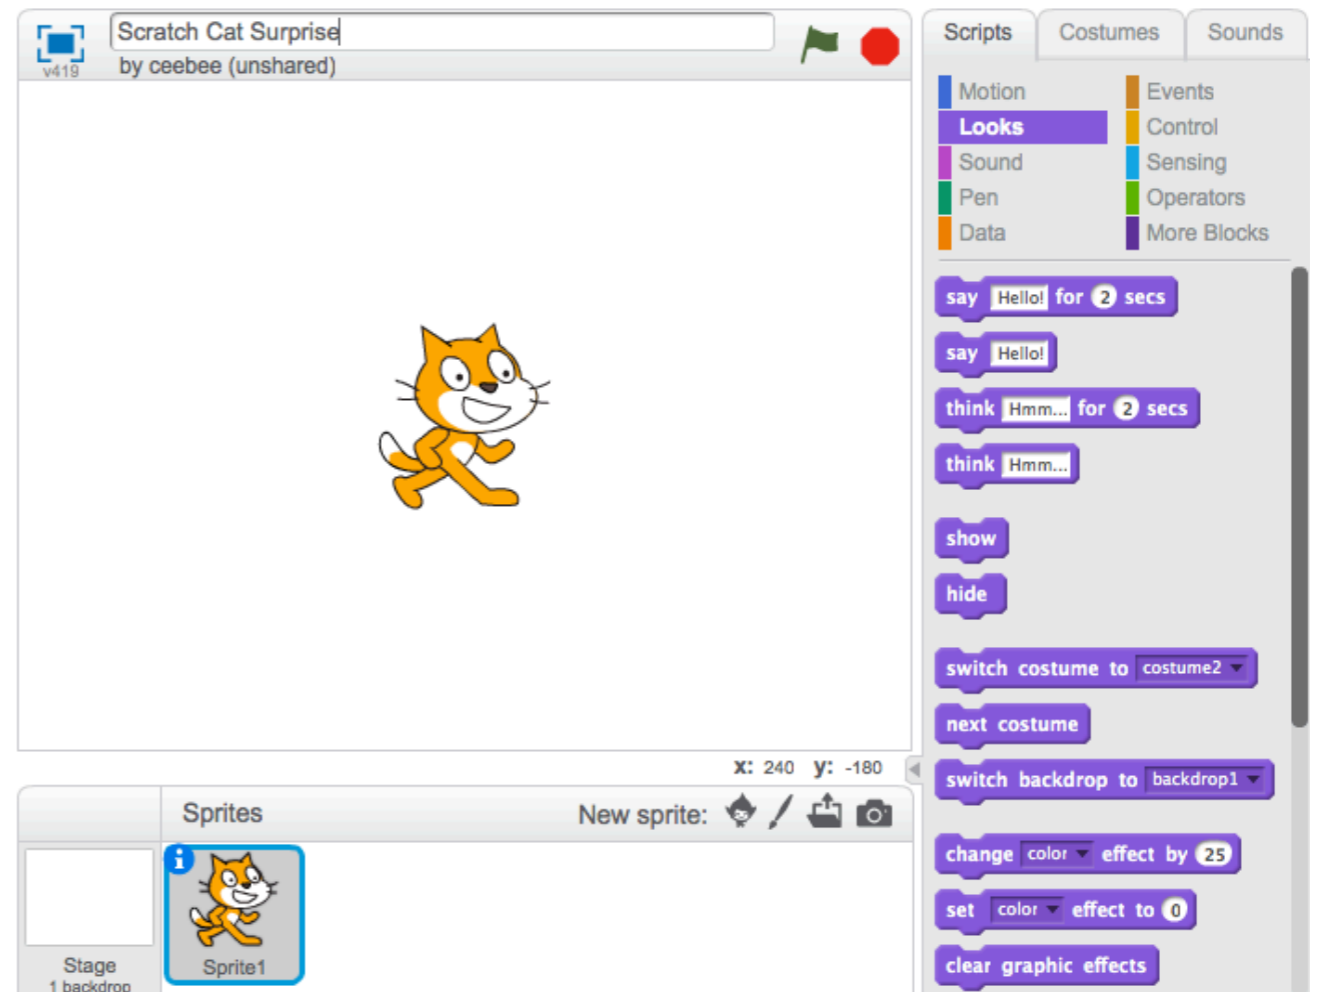 Scratch Cat Surprise
v419
by ceebee (unshared)
x: 240 y: -180
Sprites
New sprite:
Stage
1 backdrop
Sprite1
Scripts
Costumes
Sounds
Motion
Events
Looks
Control
Sound
Sensing
Pen
Operators
Data
More Blocks
say Hello! for 2 secs
say Hello!
think Hmm... for 2 secs
think Hmm...
show
hide
switch costume to costume2
next costume
switch backdrop to backdrop1
change color effect by 25
set color effect to 0
clear graphic effects